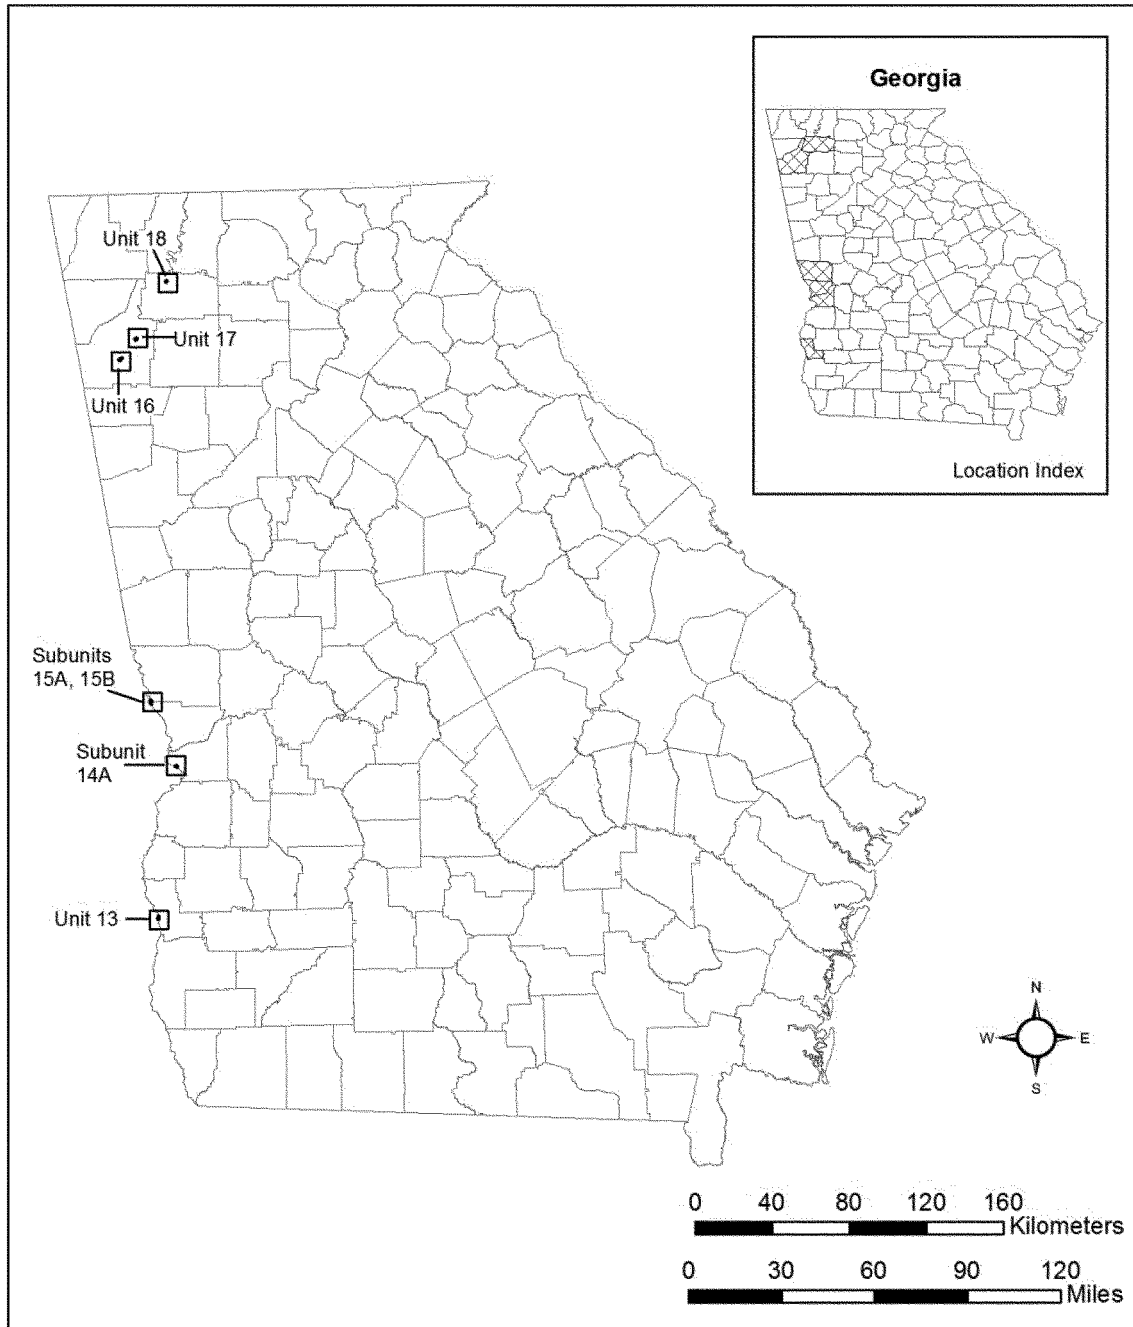 Georgia
Location Index
Unit 18
Unit 17
Unit 16
Subunits
15A, 15B
Subunit
14A
Unit 13
N
W
E
S
0 40 80 120 160
Kilometers
0 30 60 90 120
Miles